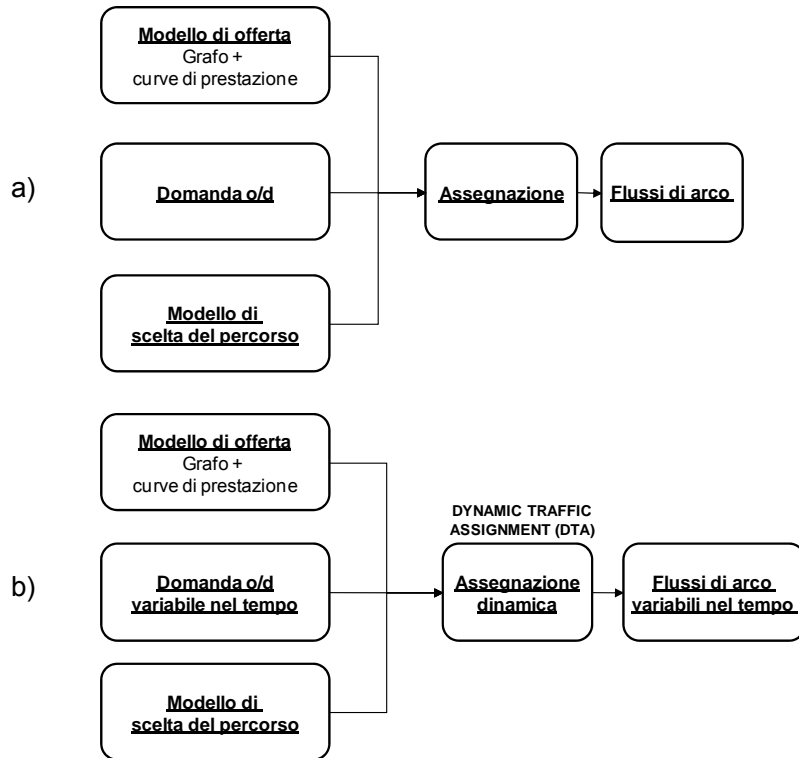 a)
Modello di offerta
Grafo +
curve di prestazione
Domanda o/d
Modello di
scelta del percorso
Assegnazione
Flussi di arco
b)
Modello di offerta
Grafo +
curve di prestazione
Domanda o/d
variabile nel tempo
Modello di
scelta del percorso
DYNAMIC TRAFFIC
ASSIGNMENT (DTA)
Assegnazione
dinamica
Flussi di arco
variabili nel tempo